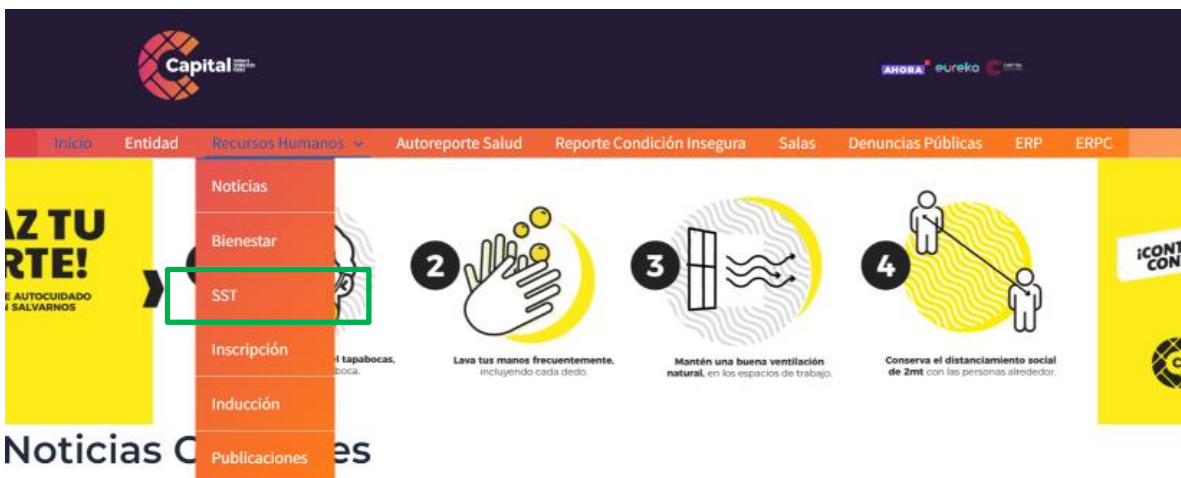 Capital
AHORA eureka
Inicio Entidad Recursos Humanos Autoreporte Salud Reporte Condición Insegura Salas Denuncias Públicas ERP ERPC
Noticias
Bienestar
SST
Inscripción
Inducción
Publicaciones
AZ TU
RTE!
E AUTOCUIDADO
N SALVARNOS
el tapabocas,
boca.
2
Lava tus manos frecuentemente,
incluyendo cada dedo.
3
Mantén una buena ventilación
natural, en los espacios de trabajo.
4
Conserva el distanciamiento social
de 2mt con las personas alrededor.
¡CONT
CON
Noticias C es